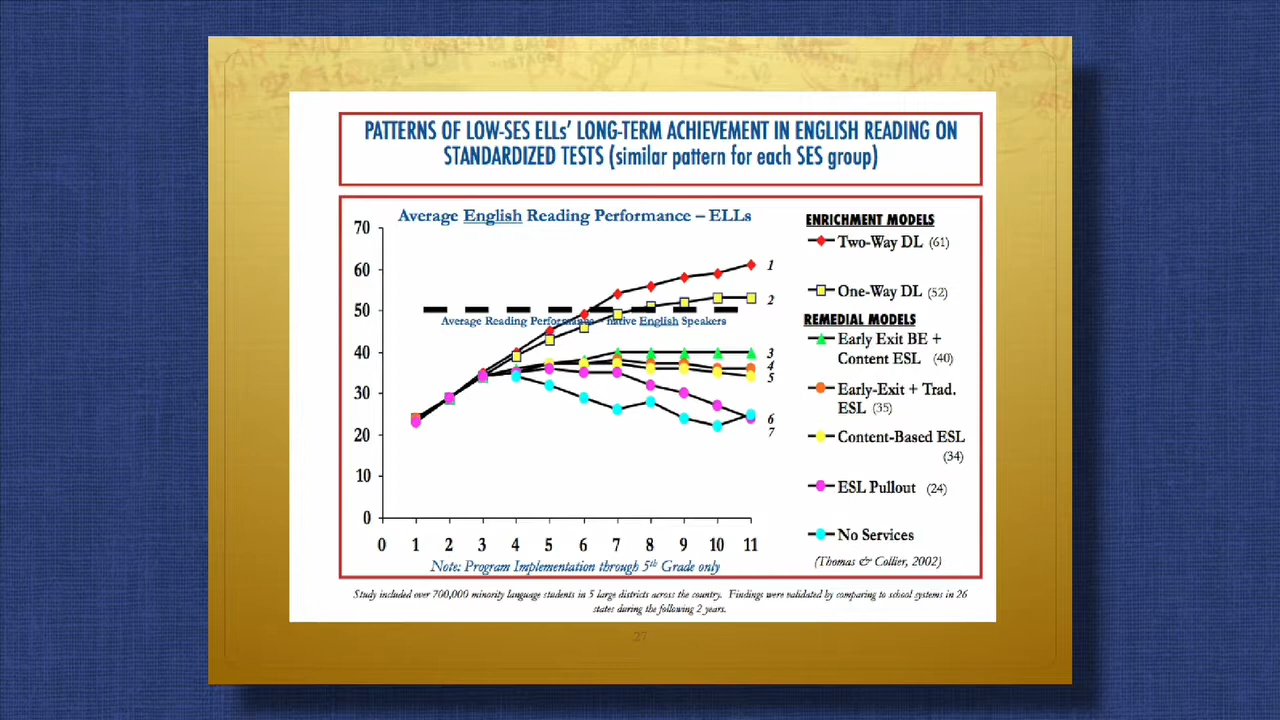 PATTERNS OF LOW-SES ELLs' LONG-TERM ACHIEVEMENT IN ENGLISH READING ON
STANDARDIZED TESTS (similar pattern for each SES group)
Average English Reading Performance – ELLs
70
60
50
40
30
20
10
0
0 1 2 3 4 5 6 7 8 9 10 11
Average Reading Performance – native English Speakers
1
2
3
4
5
6
7
Note: Program Implementation through 5th Grade only
ENRICHMENT MODELS
Two-Way DL (61)
One-Way DL (52)
REMEDIAL MODELS
Early Exit BE +
Content ESL (40)
Early-Exit + Trad.
ESL (35)
Content-Based ESL
(34)
ESL Pullout (24)
No Services
(Thomas & Collier, 2002)
Study included over 700,000 minority language students in 5 large districts across the country. Findings were validated by comparing to school systems in 26
states during the following 2 years.
27